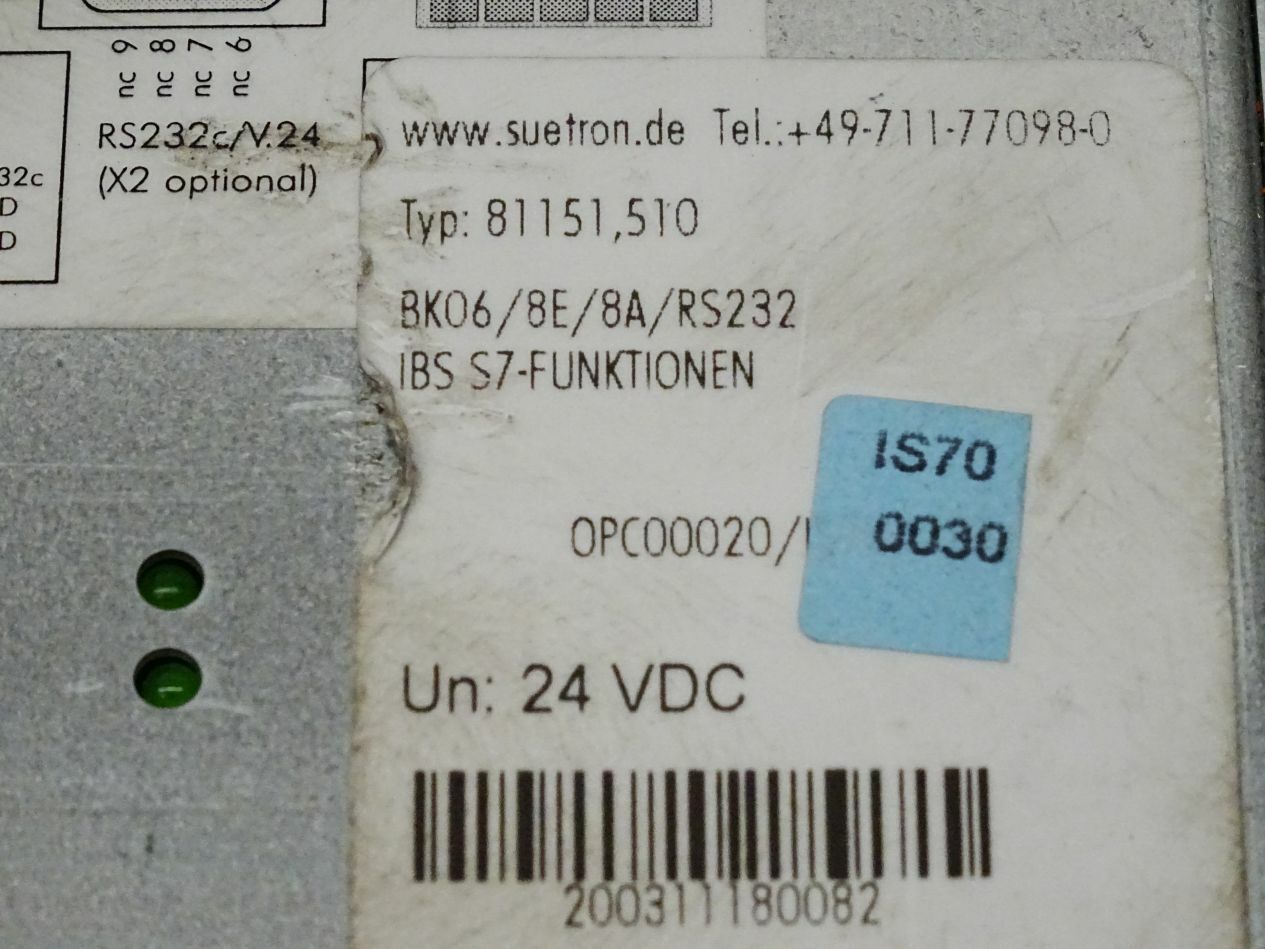 nc 9
nc 8
nc 7
nc 6
RS232c/V.24
(X2 optional)
32c
D
D
www.suetron.de Tel.:+49-711-77098-0
Typ: 81151,510
BK06/8E/8A/RS232
IBS S7-FUNKTIONEN
IS70
OPC00020/
0030
Un: 24 VDC
200311180082